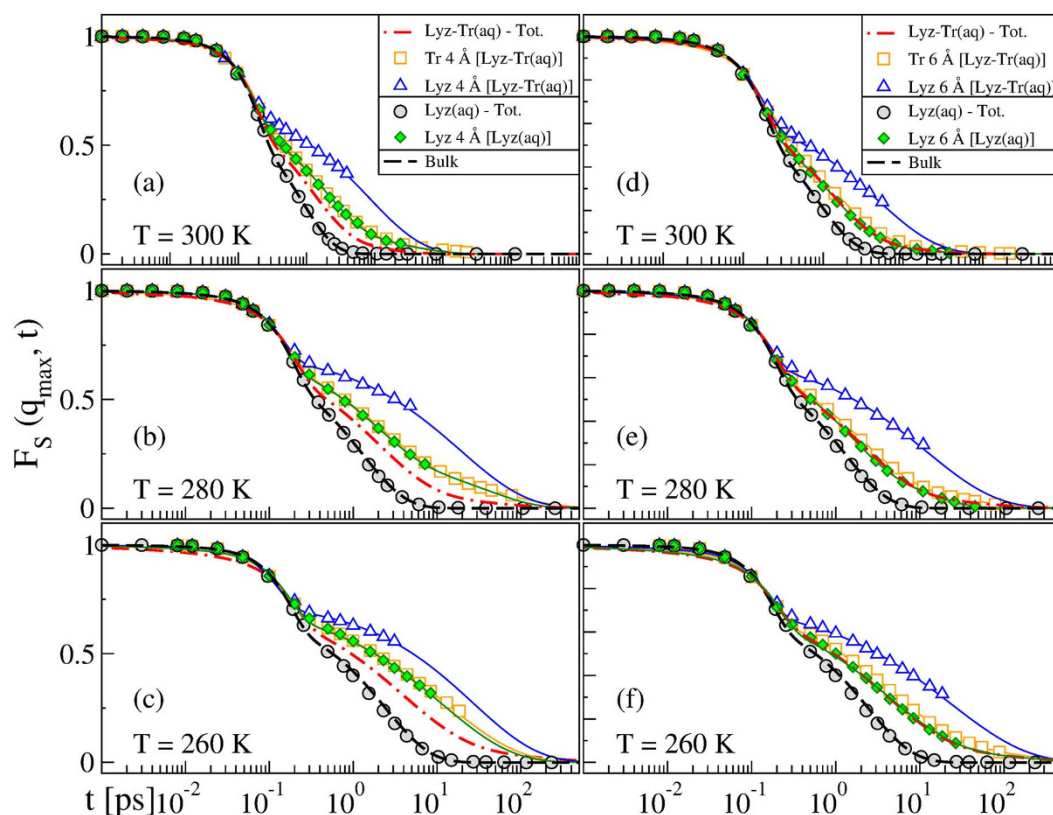 Lyz-Tr(aq) - Tot.
Tr 4 Å [Lyz-Tr(aq)]
Lyz 4 Å [Lyz-Tr(aq)]
Lyz(aq) - Tot.
Lyz 4 Å [Lyz(aq)]
Bulk
1
0.5
0
(a)
T = 300 K
Lyz-Tr(aq) - Tot.
Tr 6 Å [Lyz-Tr(aq)]
Lyz 6 Å [Lyz-Tr(aq)]
Lyz(aq) - Tot.
Lyz 6 Å [Lyz(aq)]
Bulk
(d)
T = 300 K
F_S (q_max, t)
1
0.5
0
(b)
T = 280 K
(e)
T = 280 K
1
0.5
0
(c)
T = 260 K
(f)
T = 260 K
t [ps] 10^-2 10^-1 10^0 10^1 10^2
10^-2 10^-1 10^0 10^1 10^2